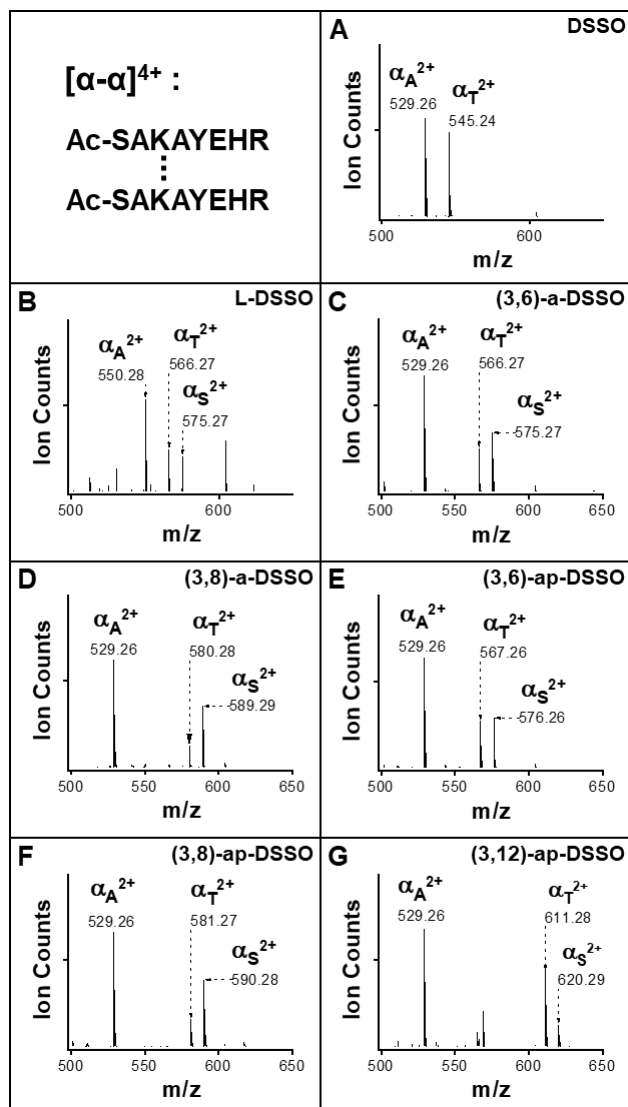 [α-α]⁴⁺ :
Ac-SAKAYEHR
Ac-SAKAYEHR
A
DSSO
αA²⁺
529.26
αT²⁺
545.24
Ion Counts
500
600
m/z
B
L-DSSO
αA²⁺
550.28
αT²⁺
566.27
αS²⁺
575.27
Ion Counts
500
600
m/z
C
(3,6)-a-DSSO
αA²⁺
529.26
αT²⁺
566.27
αS²⁺
575.27
Ion Counts
500
550
600
650
m/z
D
(3,8)-a-DSSO
αA²⁺
529.26
αT²⁺
580.28
αS²⁺
589.29
Ion Counts
500
550
600
650
m/z
E
(3,6)-ap-DSSO
αA²⁺
529.26
αT²⁺
567.26
αS²⁺
576.26
Ion Counts
500
550
600
650
m/z
F
(3,8)-ap-DSSO
αA²⁺
529.26
αT²⁺
581.27
αS²⁺
590.28
Ion Counts
500
550
600
650
m/z
G
(3,12)-ap-DSSO
αA²⁺
529.26
αT²⁺
611.28
αS²⁺
620.29
Ion Counts
500
550
600
650
m/z